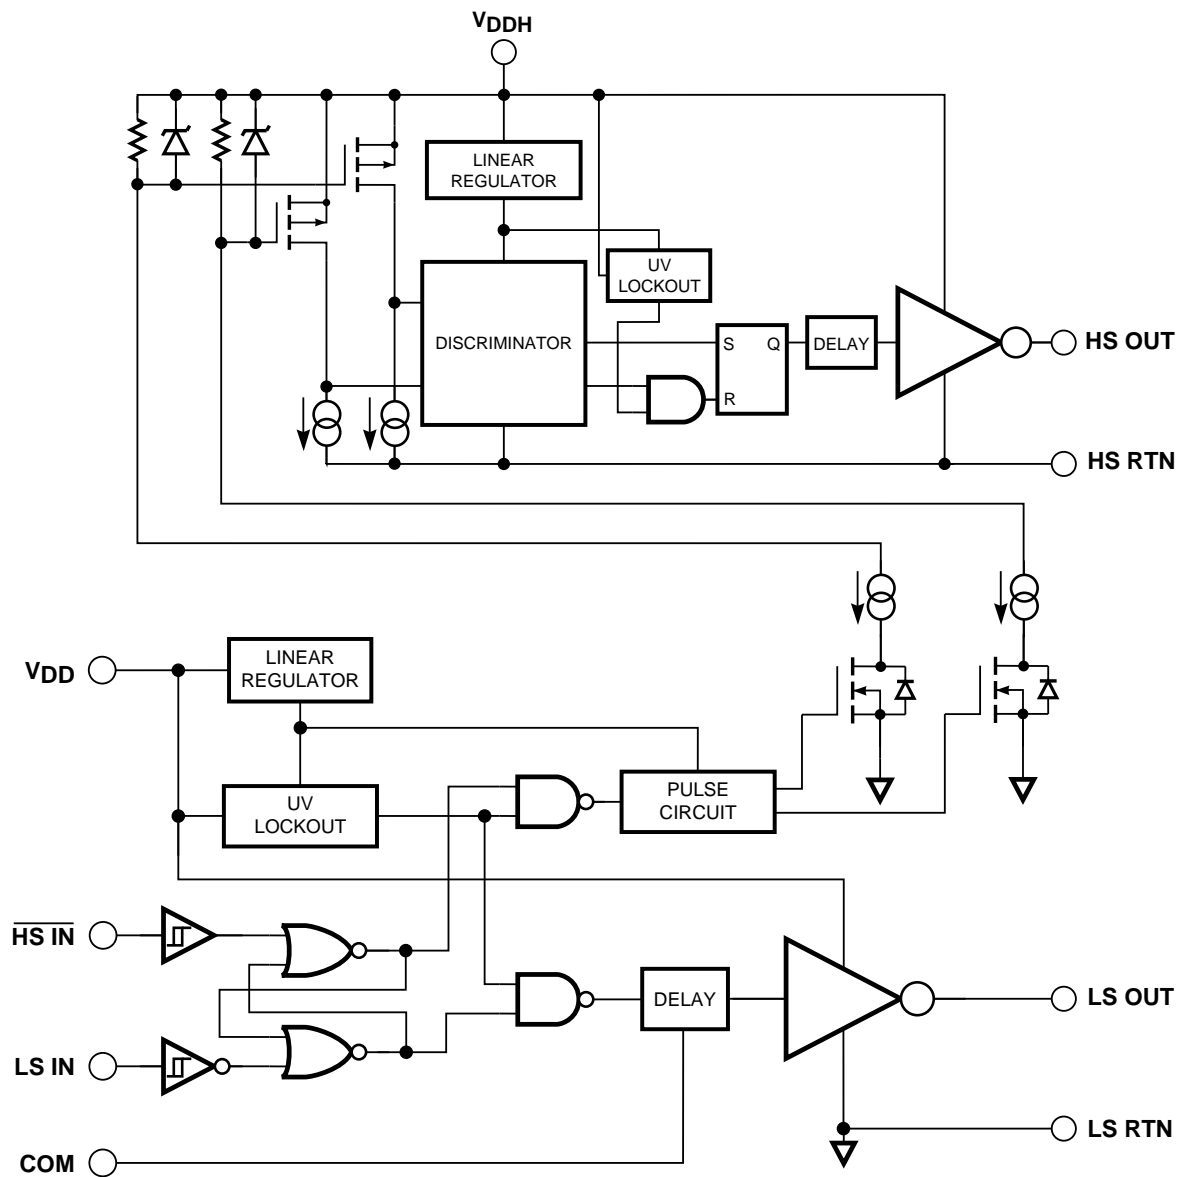 VDDH
LINEAR
REGULATOR
UV
LOCKOUT
DISCRIMINATOR
S Q
R
DELAY
HS OUT
HS RTN
VDD
LINEAR
REGULATOR
UV
LOCKOUT
PULSE
CIRCUIT
HS IN
DELAY
LS OUT
LS IN
LS RTN
COM